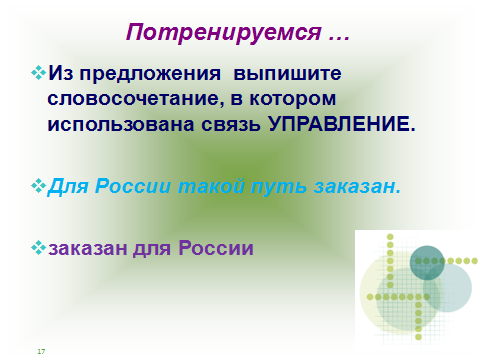 Потренируемся …
Из предложения выпишите
словосочетание, в котором
использована связь УПРАВЛЕНИЕ.
Для России такой путь заказан.
заказан для России
17